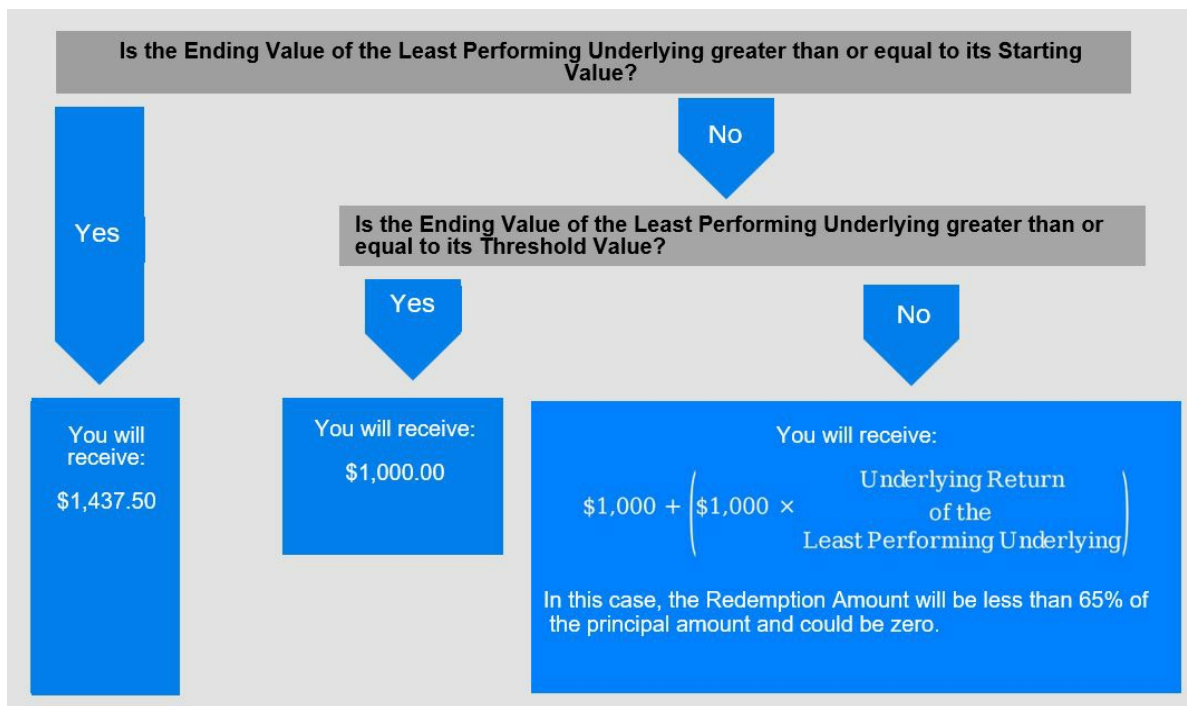 Is the Ending Value of the Least Performing Underlying greater than or equal to its Starting
Value?
No
Yes
Is the Ending Value of the Least Performing Underlying greater than or
equal to its Threshold Value?
Yes
No
You will
receive:
$1,437.50
You will receive:
$1,000.00
You will receive:
$1,000 + ($1,000 × Underlying Return
of the
Least Performing Underlying)
In this case, the Redemption Amount will be less than 65% of
the principal amount and could be zero.